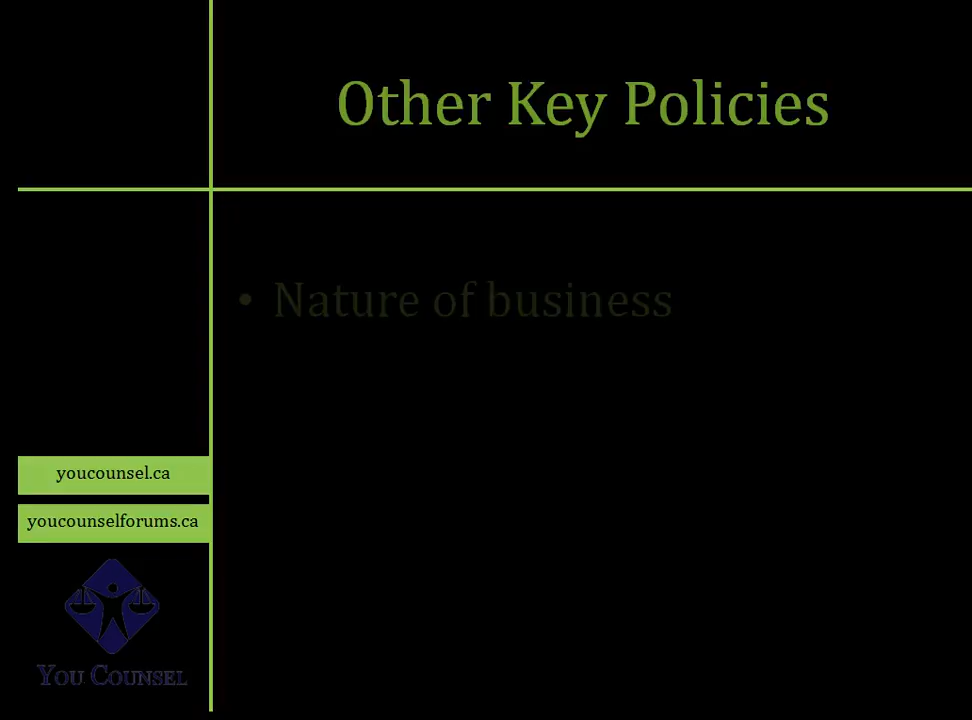 Other Key Policies
• Nature of business
youcounsel.ca
youcounselforums.ca
YOU COUNSEL